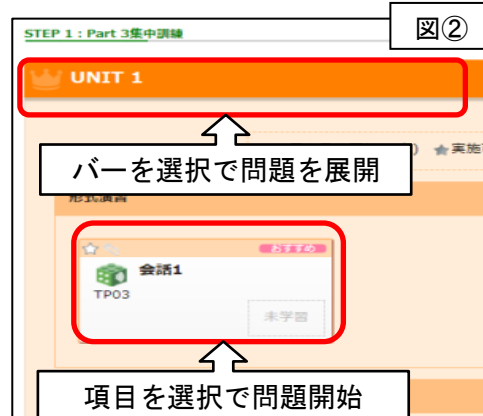 STEP 1 : Part 3集中訓練
図②
UNIT 1
バーを選択で問題を展開
) ★実施
形式演習
おすすめ
会話1
TP03
未学習
項目を選択で問題開始